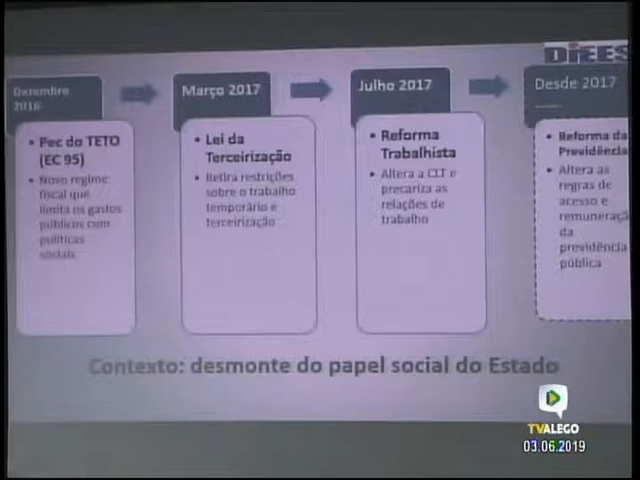 DIEES
Dezembro
2016
Março 2017
Julho 2017
Desde 2017
• Pec do TETO
(EC 95)
• Novo regime
fiscal que
limita os gastos
públicos com
políticas
sociais
• Lei da
Terceirização
• Retira restrições
sobre o trabalho
temporário e
terceirização
• Reforma
Trabalhista
• Altera a CLT e
precariza as
relações de
trabalho
• Reforma da
Previdência
• Altera as
regras de
acesso e
remuneraçã
da
previdência
pública
Contexto: desmonte do papel social do Estado
TVALEGO
03.06.2019